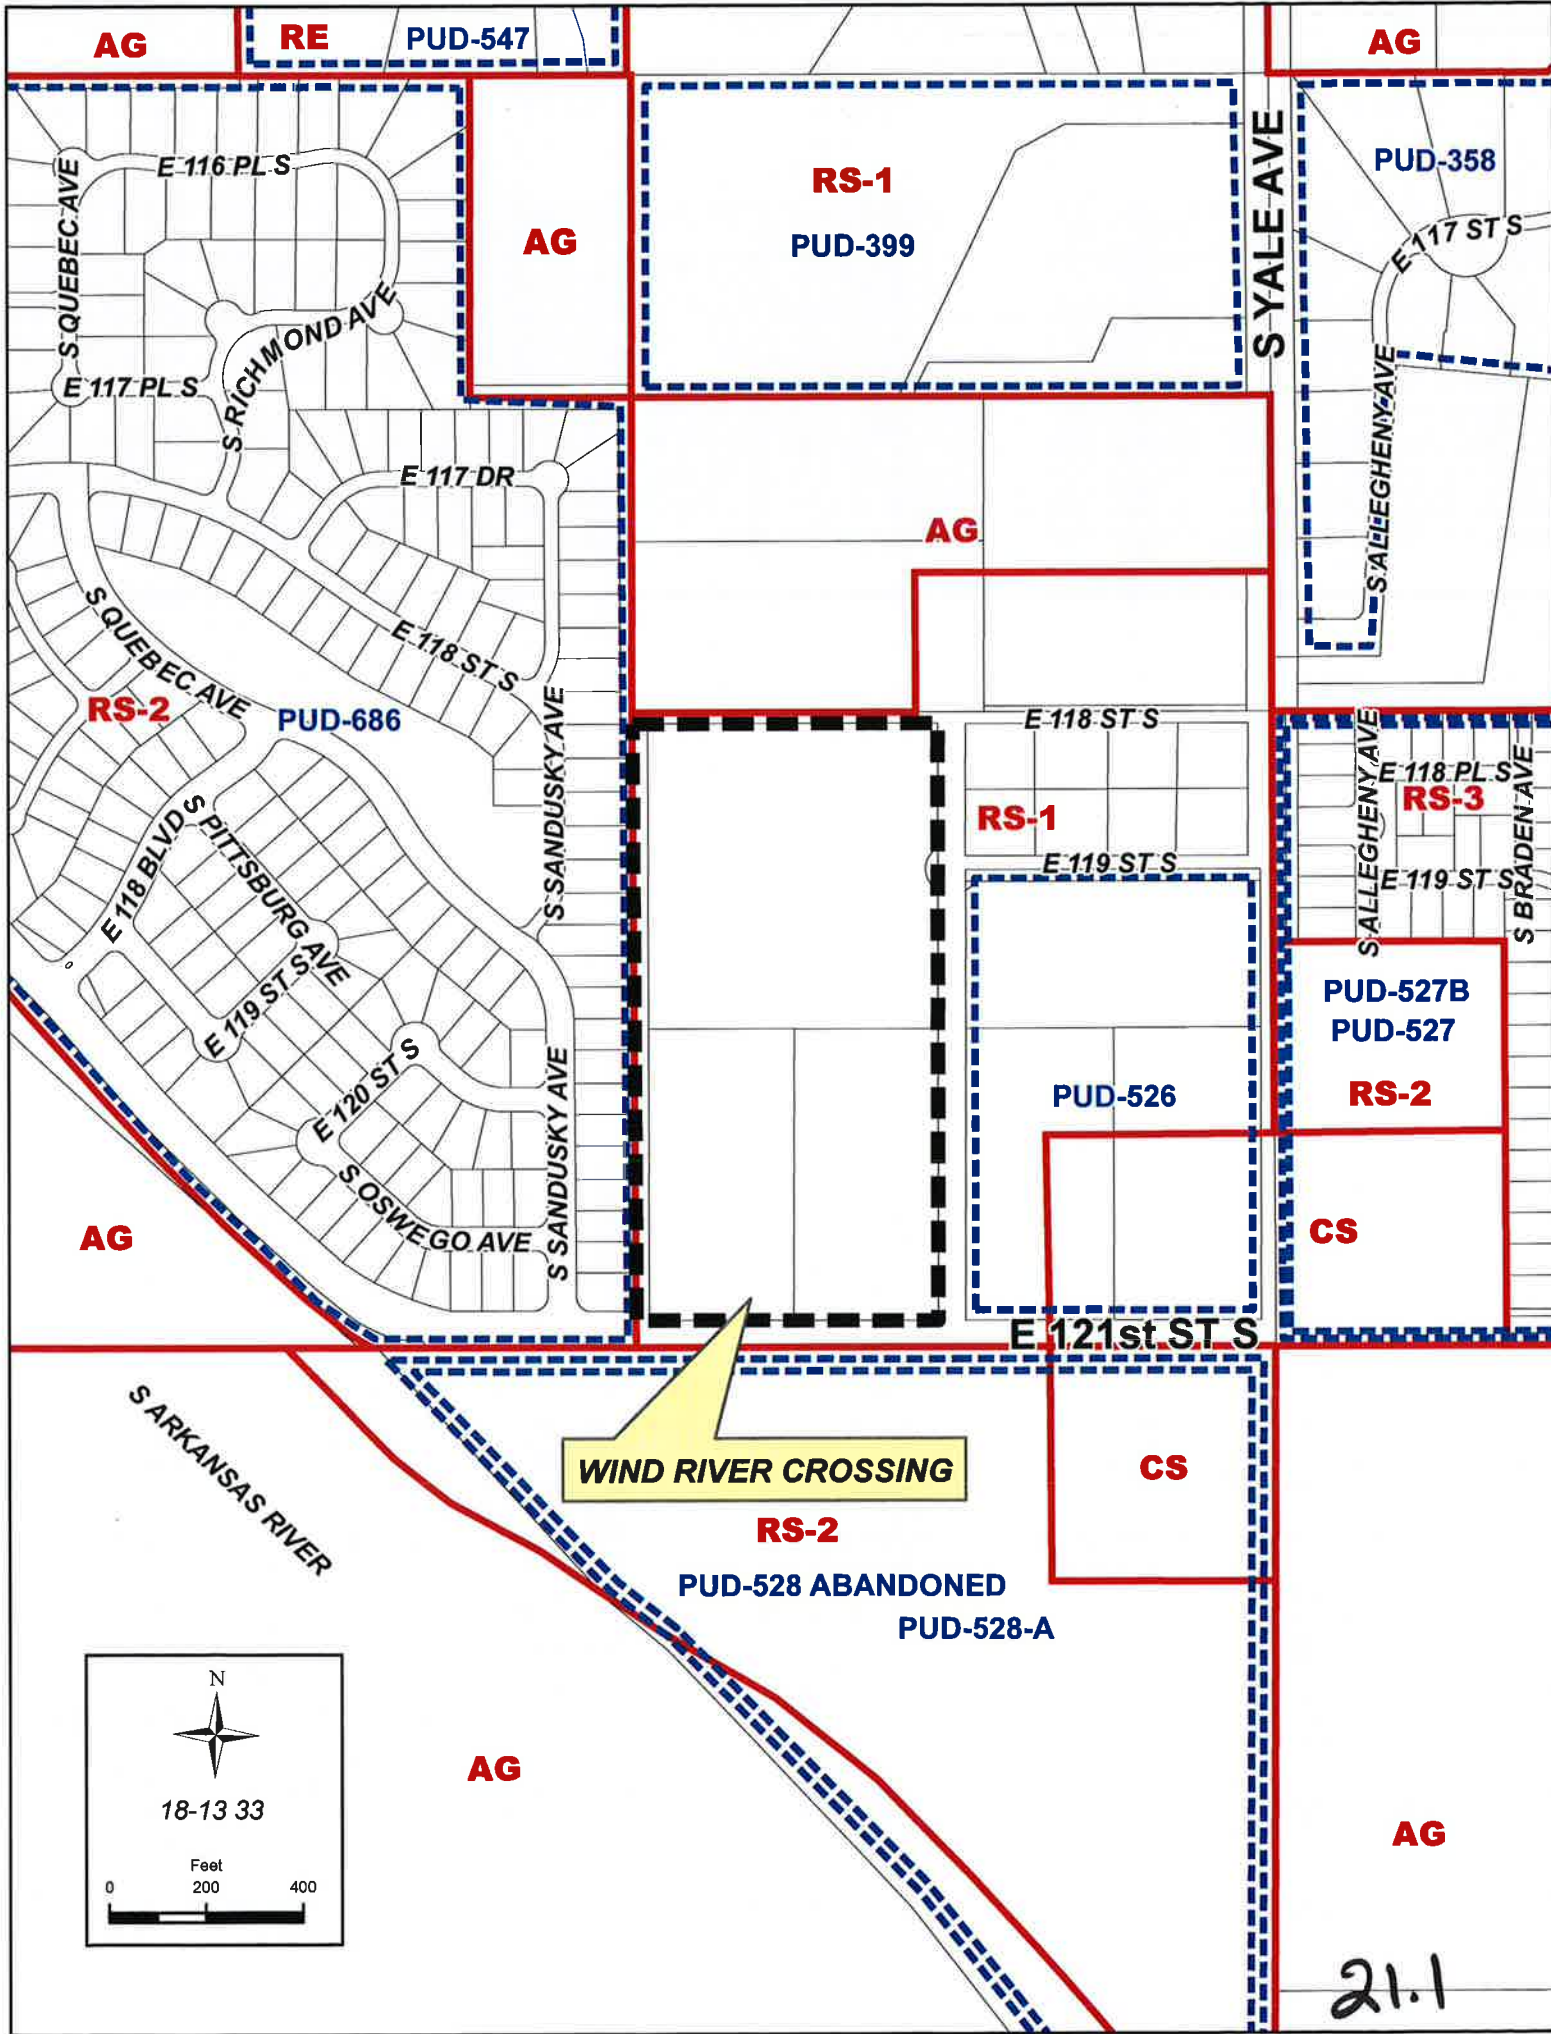 AG
RE
PUD-547
AG
S QUEBEC AVE
E 116 PL S
AG
RS-1
PUD-399
S YALE AVE
PUD-358
E 117 ST S
S RICHMOND AVE
E 117 PL S
S ALLEGHENY AVE
E 117 DR
AG
S QUEBEC AVE
E 118 ST S
RS-2
PUD-686
S SANDUSKY AVE
E 118 ST S
S ALLEGHENY AVE
E 118 PL S
RS-3
S BRADEN AVE
RS-1
E 118 BLVD
S PITTSBURG AVE
E 119 ST S
E 119 ST S
E 119 ST S
0
PUD-527B
PUD-527
RS-2
PUD-526
E 120 ST S
S SANDUSKY AVE
S OSWEGO AVE
AG
CS
E 121st ST S
S ARKANSAS RIVER
WIND RIVER CROSSING
CS
RS-2
PUD-528 ABANDONED
PUD-528-A
N
18-13 33
Feet
0 200 400
AG
AG
21.1